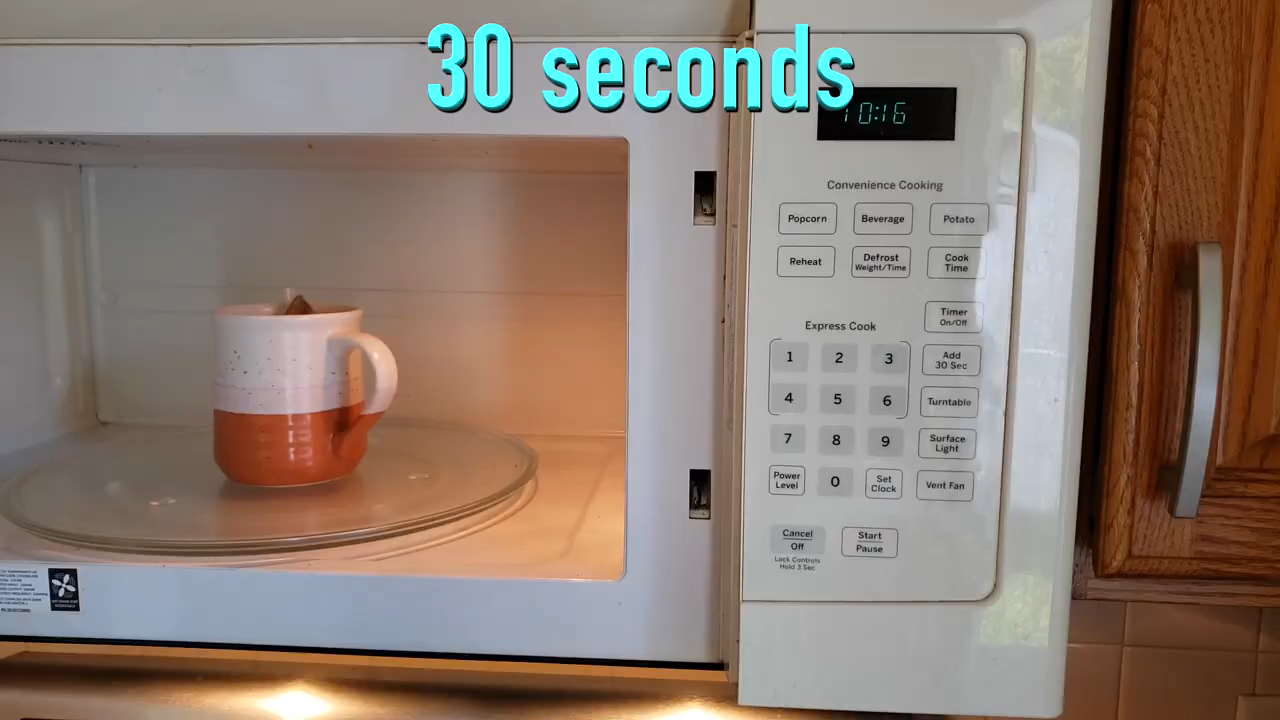 30 seconds
10:16
Convenience Cooking
Popcorn
Beverage
Potato
Reheat
Defrost
Weight/Time
Cook
Time
Timer
On/Off
Express Cook
1
2
3
Add
30 Sec
4
5
6
Turntable
7
8
9
Surface
Light
Power
Level
0
Set
Clock
Vent Fan
Cancel
Off
Start
Pause
Lock Controls
Hold 3 Sec